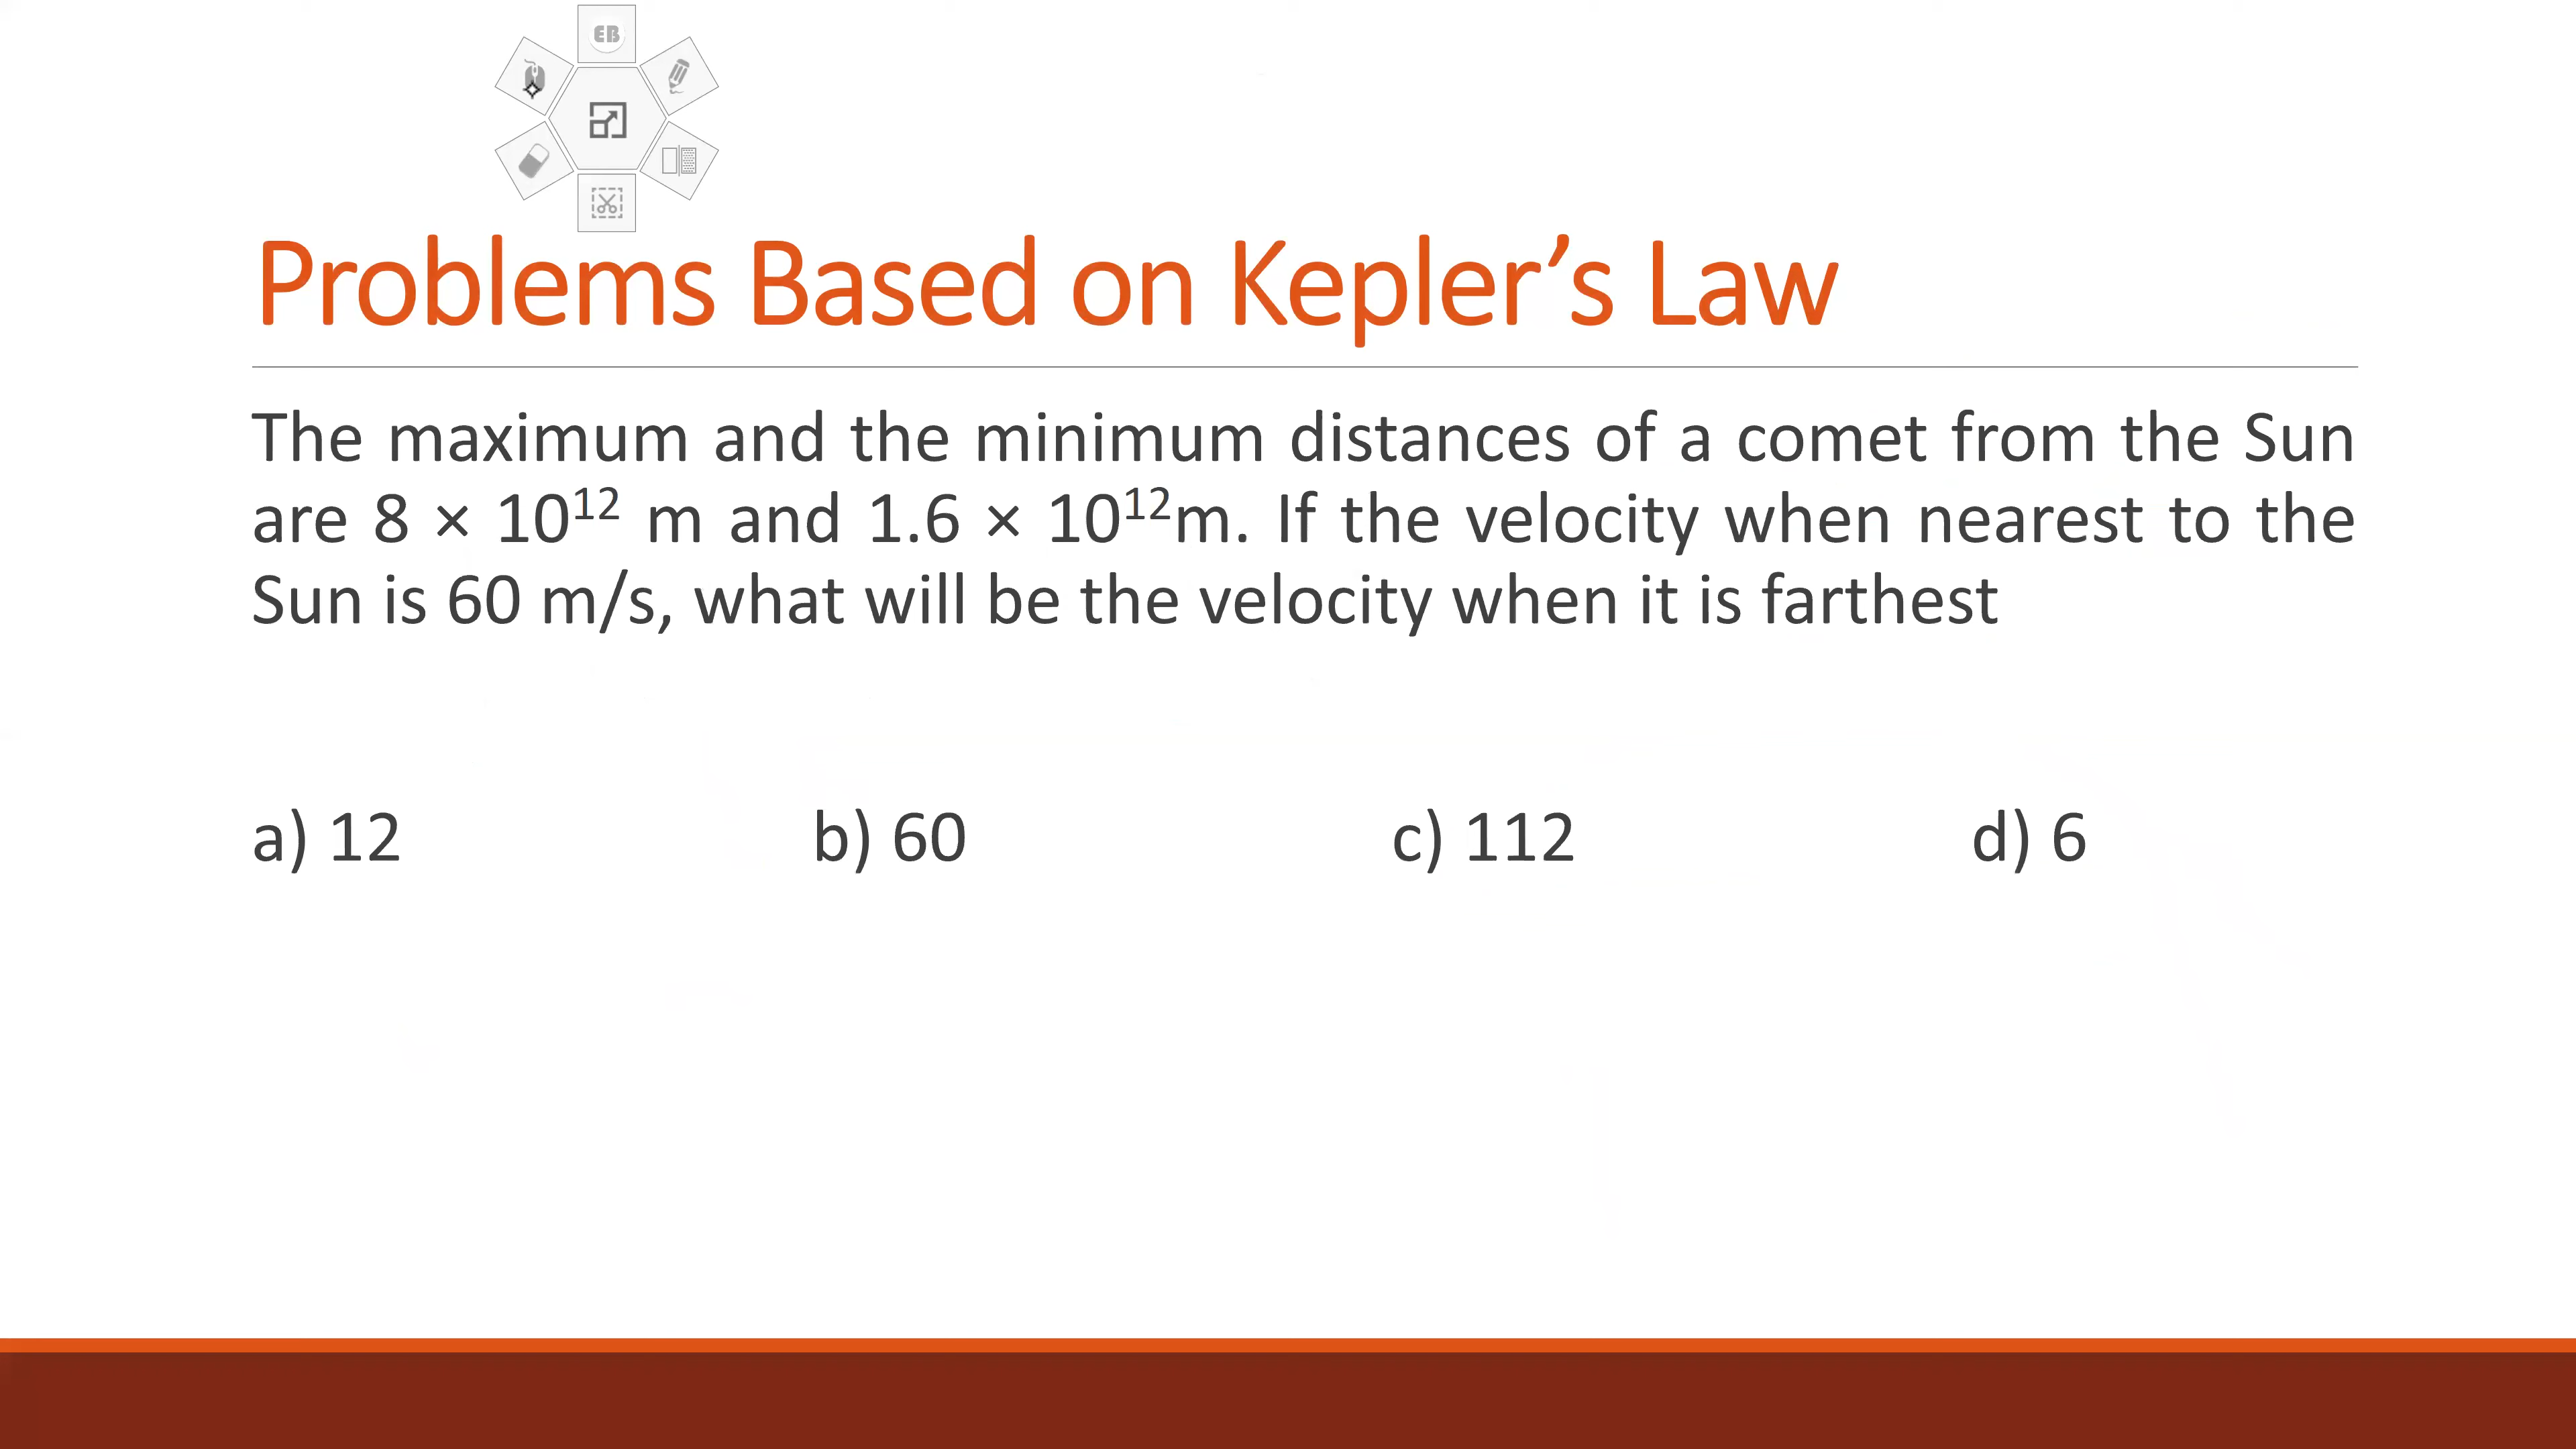 EB
Problems Based on Kepler’s Law
The maximum and the minimum distances of a comet from the Sun
are 8 × 10¹² m and 1.6 × 10¹²m. If the velocity when nearest to the
Sun is 60 m/s, what will be the velocity when it is farthest
a) 12 b) 60 c) 112 d) 6